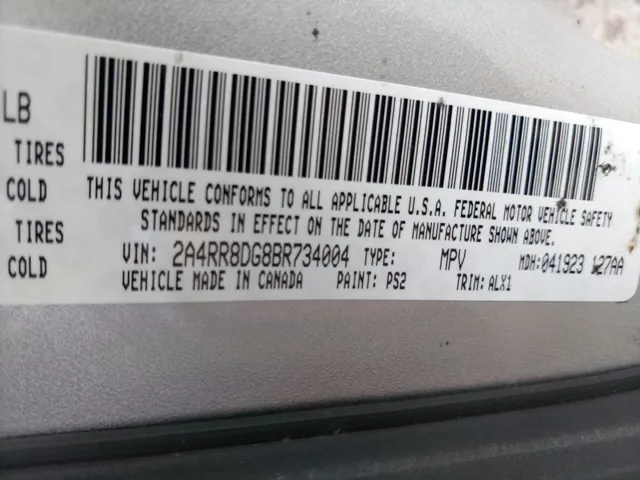 LB
TIRES
COLD
TIRES
COLD
THIS VEHICLE CONFORMS TO ALL APPLICABLE U.S.A. FEDERAL MOTOR VEHICLE SAFETY
STANDARDS IN EFFECT ON THE DATE OF MANUFACTURE SHOWN ABOVE.
VIN: 2A4RR8DG8BR734004 TYPE: MPV MDH:041923 127AA
VEHICLE MADE IN CANADA PAINT: PS2 TRIM: ALX1